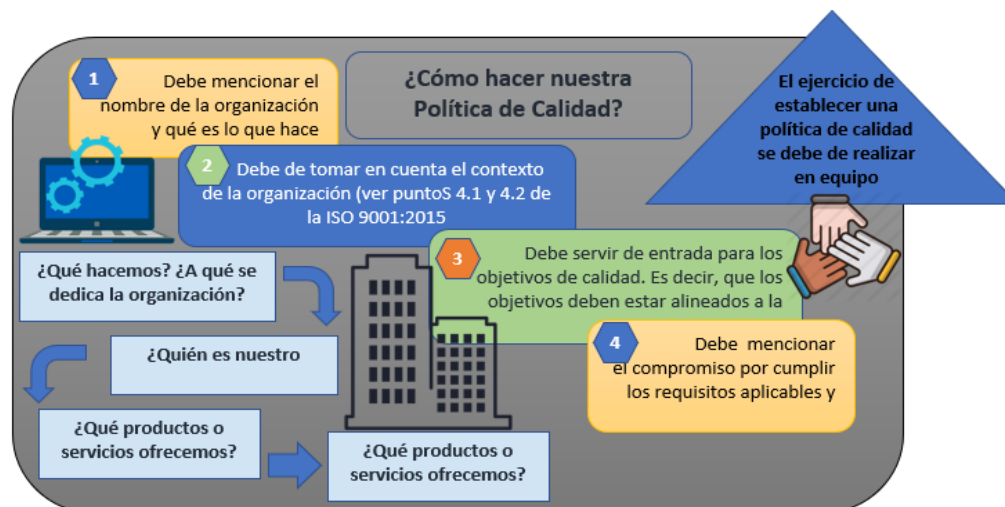 ¿Cómo hacer nuestra
Política de Calidad?
1
Debe mencionar el
nombre de la organización
y qué es lo que hace
El ejercicio de
establecer una
política de calidad
se debe de realizar
en equipo
2
Debe de tomar en cuenta el contexto
de la organización (ver puntoS 4.1 y 4.2 de
la ISO 9001:2015
3
Debe servir de entrada para los
objetivos de calidad. Es decir, que los
objetivos deben estar alineados a la
4
Debe mencionar
el compromiso por cumplir
los requisitos aplicables y
¿Qué hacemos? ¿A qué se
dedica la organización?
¿Quién es nuestro
¿Qué productos o
servicios ofrecemos?
¿Qué productos o
servicios ofrecemos?